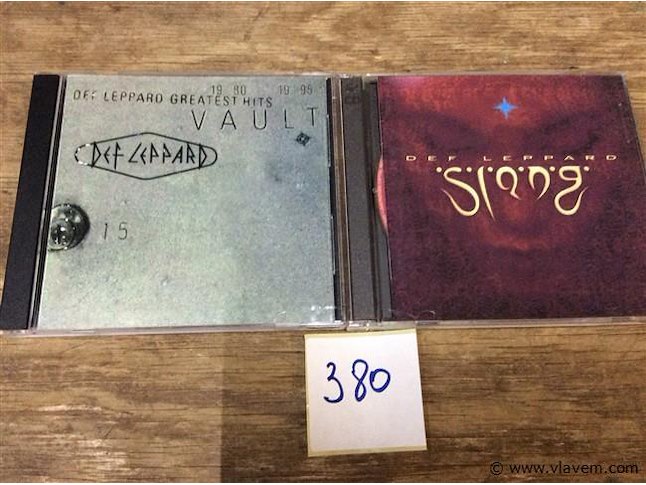 19 80 19 95
DEF LEPPARD GREATEST HITS
VAULT
DEF LEPPARD
15
DEF LEPPARD
Slang
380
© www.vlavem.com